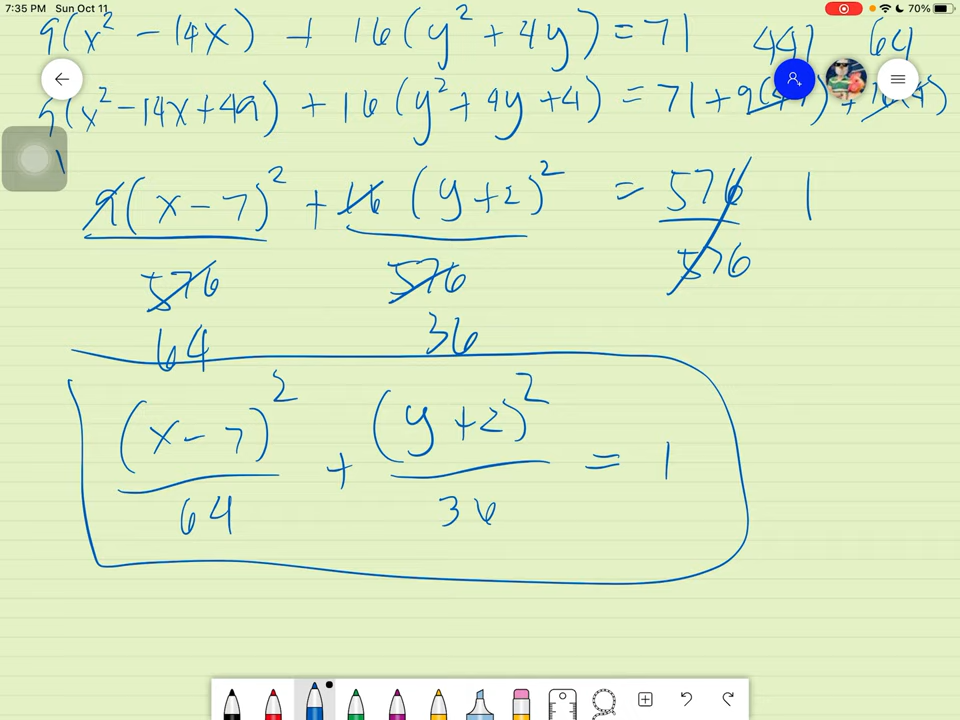 7:35 PM Sun Oct 11 70%
9(x² - 14x) + 16(y² + 4y) = 71 441 64
9(x² - 14x + 49) + 16(y² + 4y + 4) = 71 + 9(49) + 16(4)
9(x - 7)² + 16(y + 2)² = 576 1
576 576 576
64 36
(x - 7)² + (y + 2)² = 1
64 36